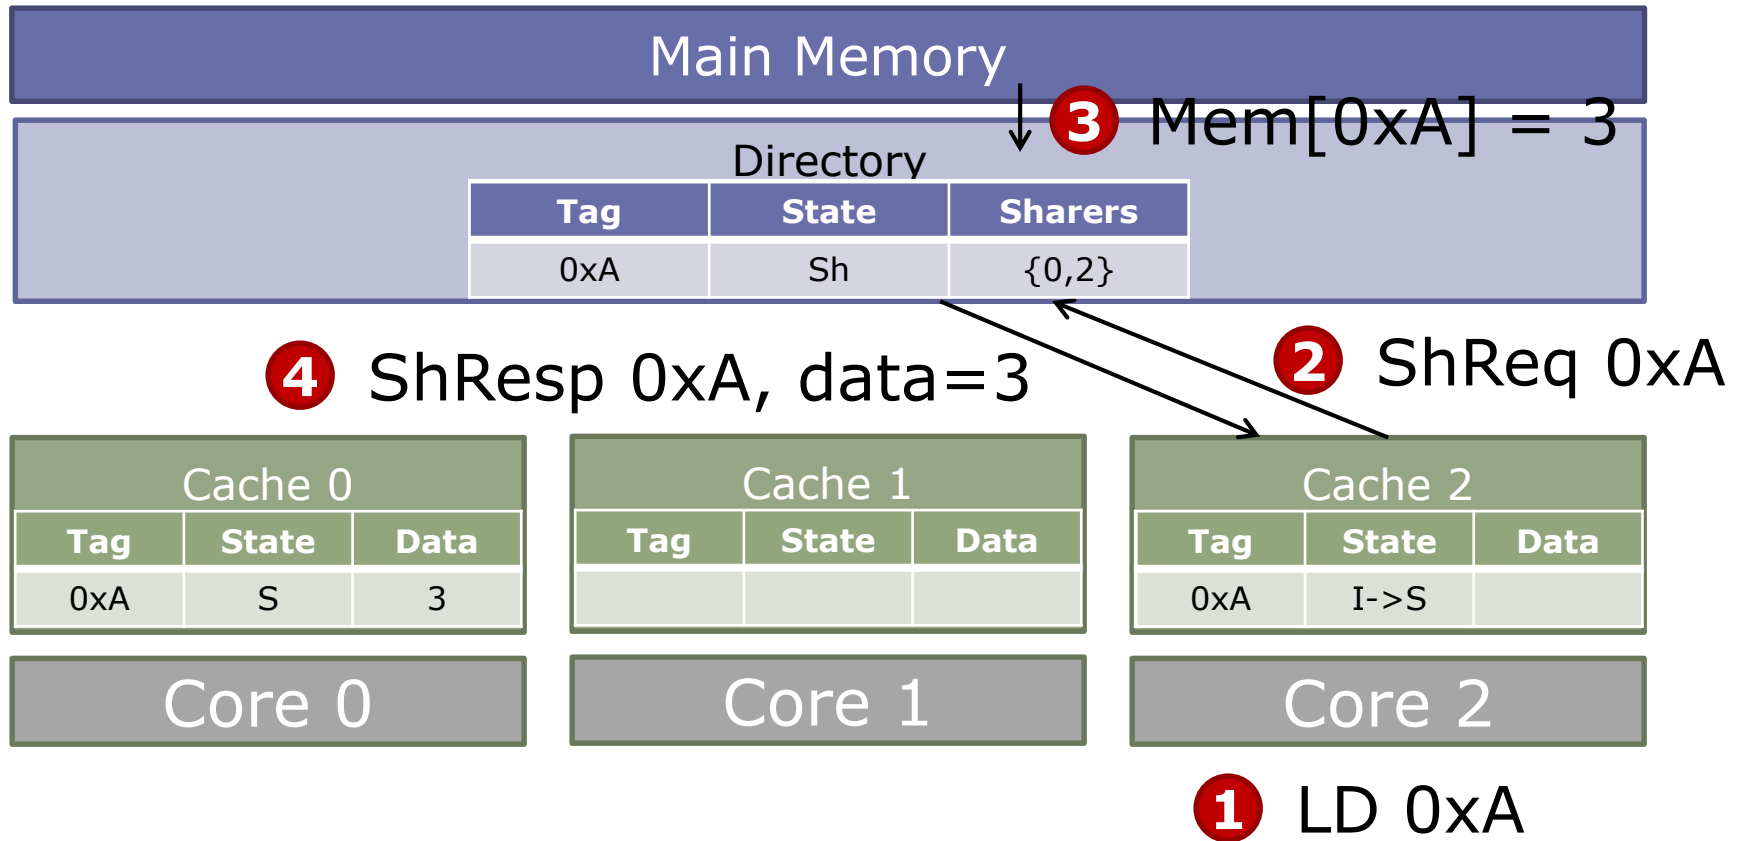 Main Memory
3 Mem[0xA] = 3
Directory
Tag State Sharers
0xA Sh {0,2}
2 ShReq 0xA
4 ShResp 0xA, data=3
Cache 0 Cache 1 Cache 2
Tag State Data Tag State Data Tag State Data
0xA S 3 0xA I->S
Core 0 Core 1 Core 2
1 LD 0xA